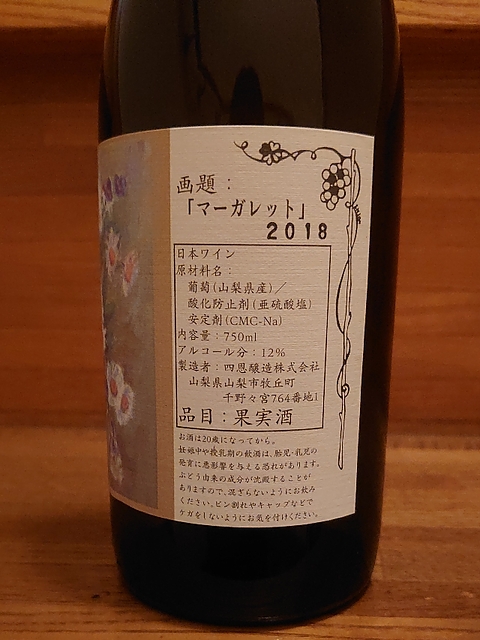 画題：
「マーガレット」
2018
日本ワイン
原材料名：
葡萄(山梨県産)／
酸化防止剤(亜硫酸塩)
安定剤(CMC-Na)
内容量：750ml
アルコール分：12%
製造者：四恩醸造株式会社
山梨県山梨市牧丘町
千野々宮764番地1
品目：果実酒
お酒は20歳になってから。
妊娠中や授乳期の飲酒は、胎児・乳児の
発育に悪影響を与える恐れがあります。
ぶどう由来の成分が沈澱することが
ありますので、混ざらないようにお飲み
ください。ビン割れやキャップなどで
ケガをしないようにお気を付けください。